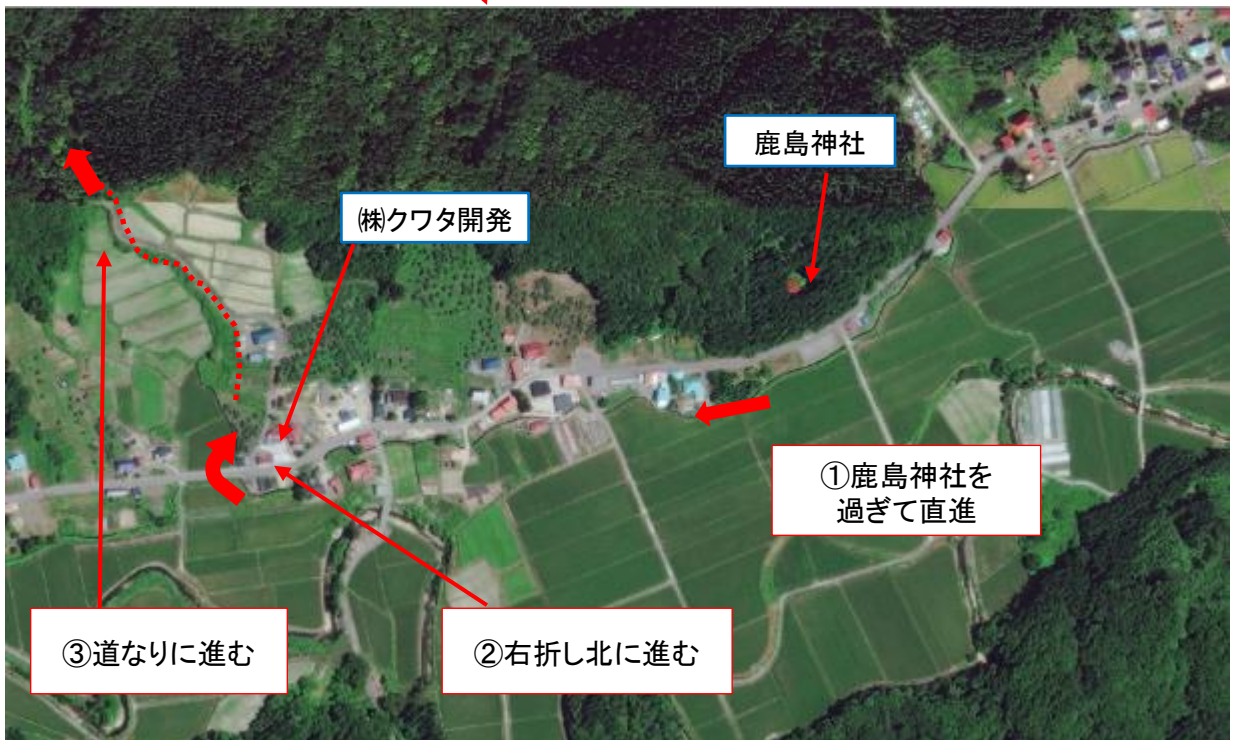 鹿島神社
㈱クワタ開発
①鹿島神社を
過ぎて直進
②右折し北に進む
③道なりに進む